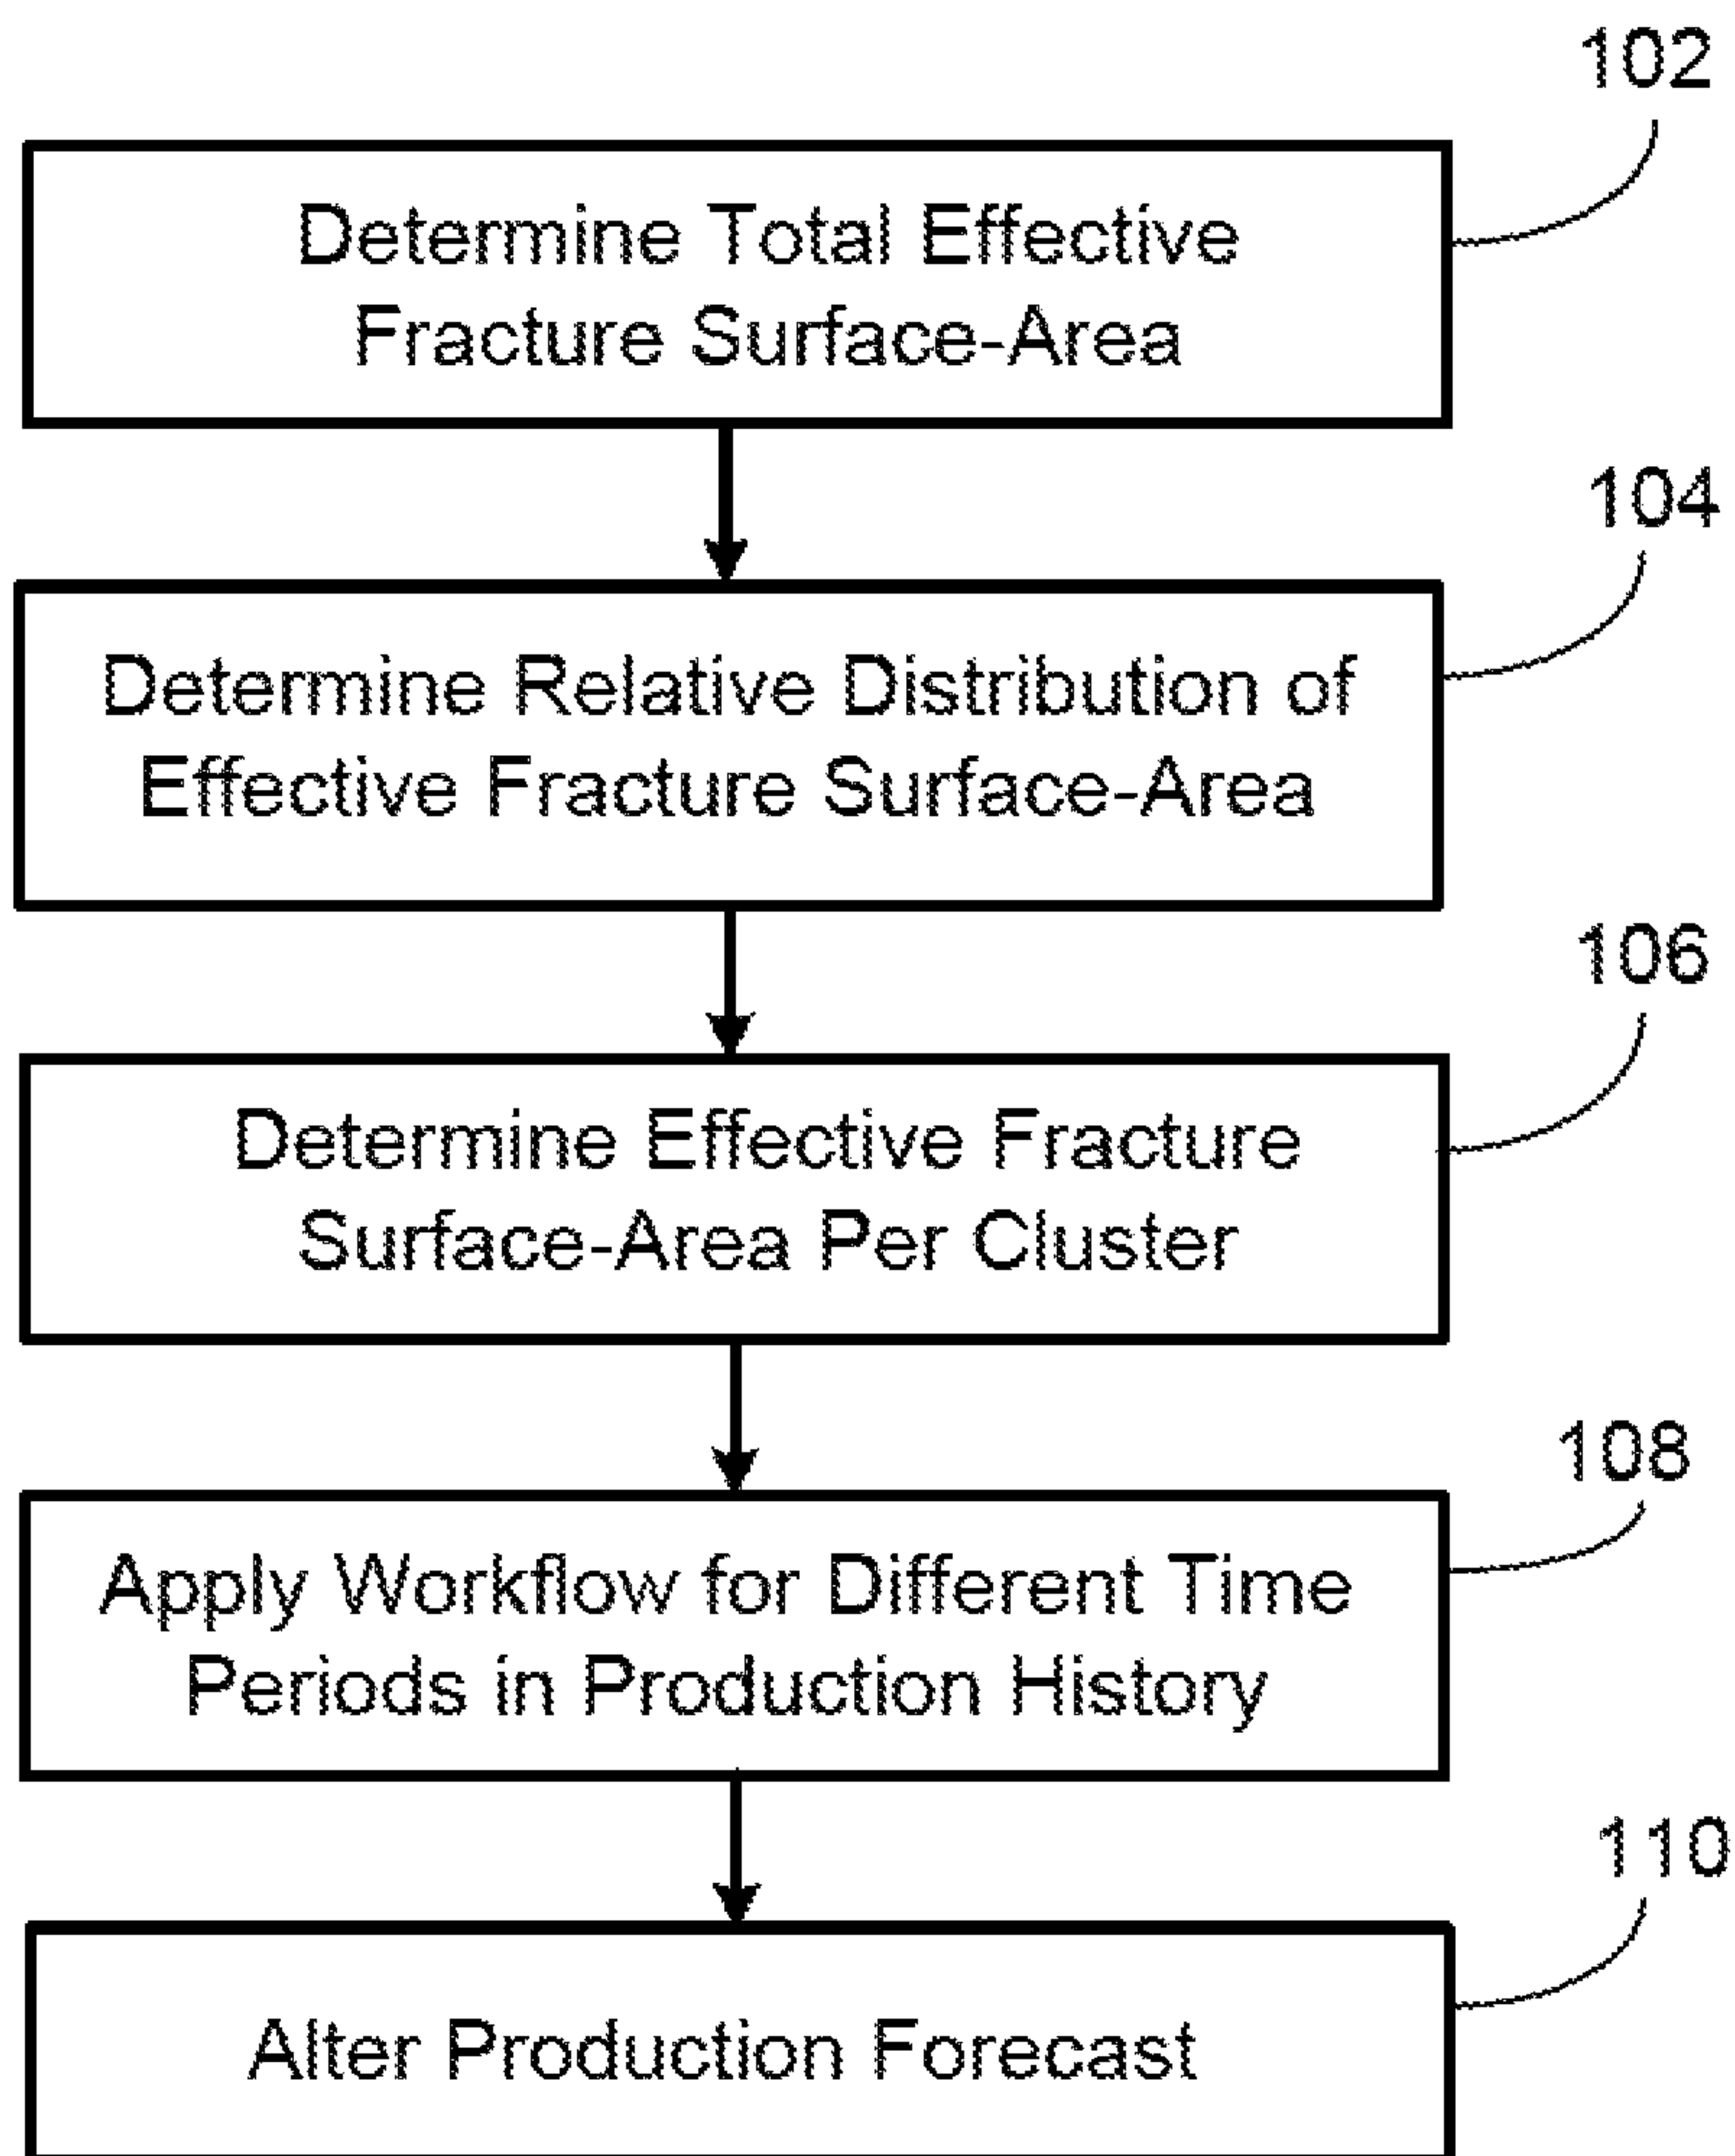 102
Determine Total Effective
Fracture Surface-Area
104
Determine Relative Distribution of
Effective Fracture Surface-Area
106
Determine Effective Fracture
Surface-Area Per Cluster
108
Apply Workflow for Different Time
Periods in Production History
110
Alter Production Forecast